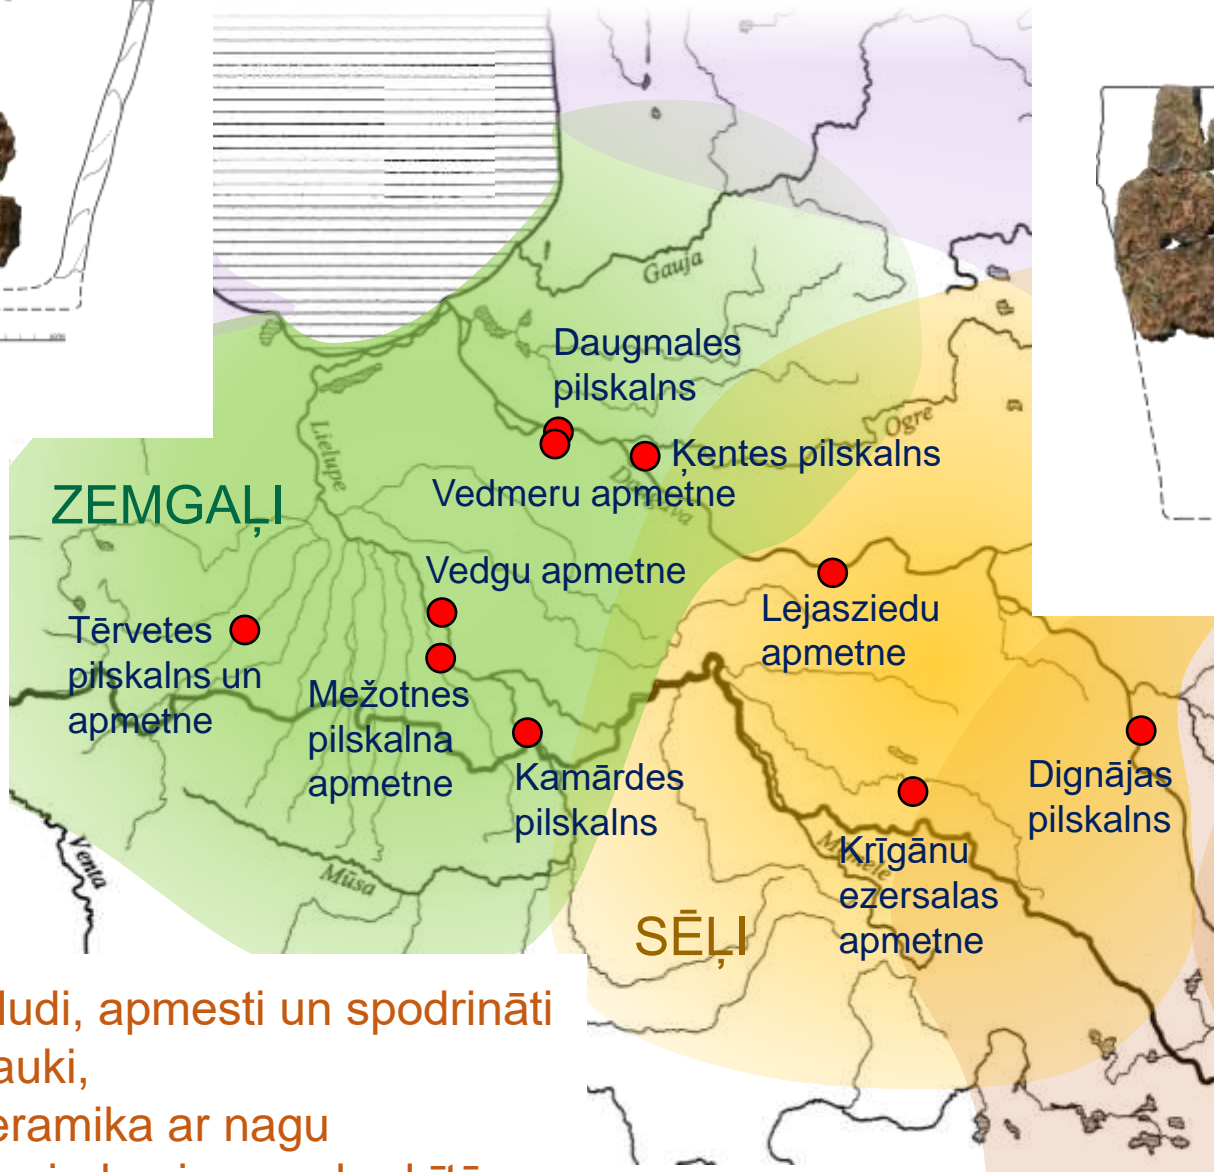 Gauja
Daugmales
pilskalns
Ogre
Lielupe
Ķentes pilskalns
ZEMGAĻI
Vedmeru apmetne
Daugava
Vedgu apmetne
Lejasziedu
apmetne
Tērvetes
pilskalns un
apmetne
Mežotnes
pilskalna
apmetne
Kamārdes
pilskalns
Dignājas
pilskalns
Venta
Mūsa
Mēmele
Krīgānu
ezersalas
apmetne
SĒĻI
ludi, apmesti un spodrināti
auki,
eramika ar nagu